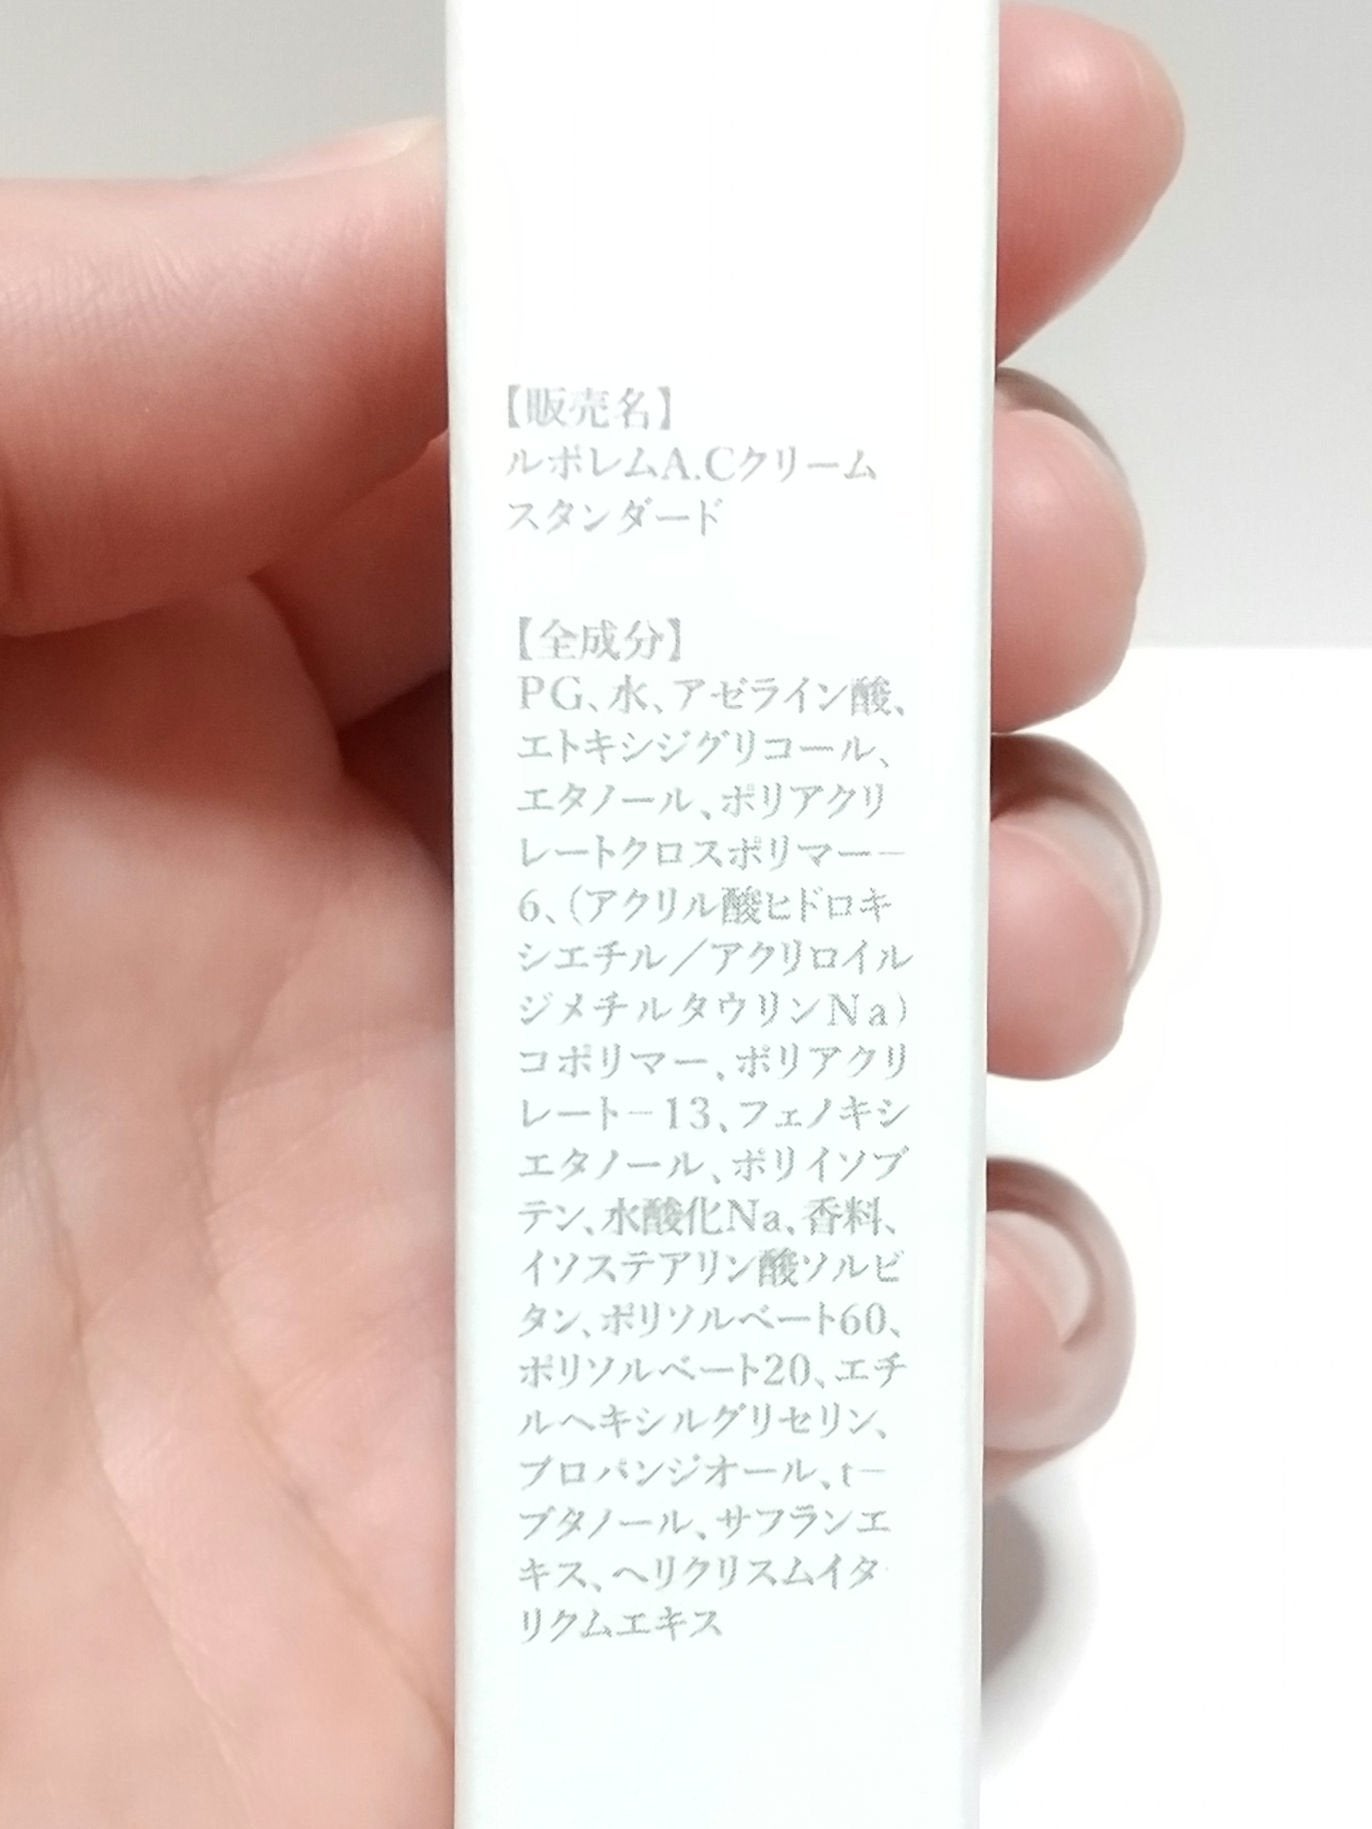 【販売名】
ルボレムA.Cクリーム
スタンダード
【全成分】
PG、水、アゼライン酸、
エトキシジグリコール、
エタノール、ポリアクリ
レートクロスポリマー－
6、（アクリル酸ヒドロキ
シエチル／アクリロイル
ジメチルタウリンNa）
コポリマー、ポリアクリ
レート－13、フェノキシ
エタノール、ポリイソブ
テン、水酸化Na、香料、
イソステアリン酸ソルビ
タン、ポリソルベート60、
ポリソルベート20、エチ
ルヘキシルグリセリン、
プロパンジオール、t－
ブタノール、サフランエ
キス、ヘリクリスムイタ
リクムエキス